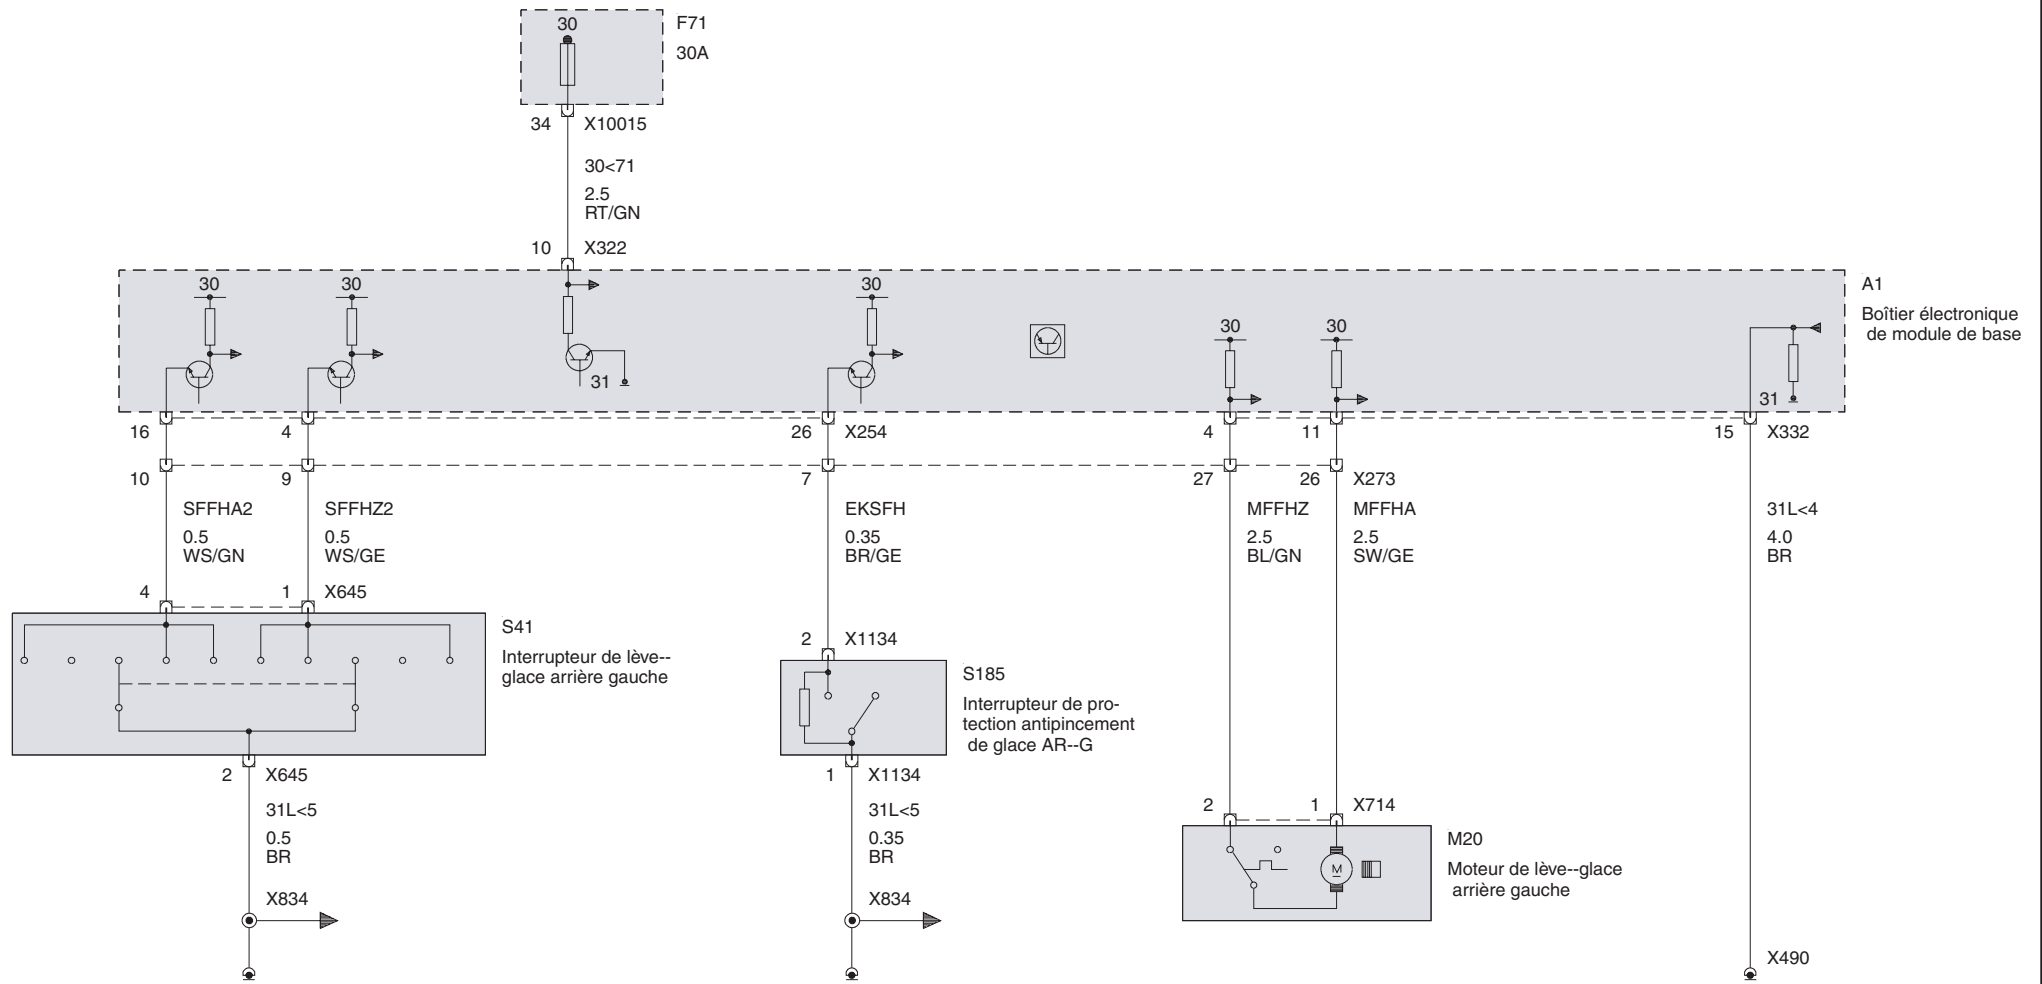 30
F71
30A
34 X10015
30<71
2.5
RT/GN
10 X322
30 30 30
A1
Boîtier électronique
de module de base
30 30
31
31
16 4 26 X254 4 11 15 X332
10 9 7 27 26 X273
SFFHA2 SFFHZ2 EKSFH MFFHZ MFFHA 31L<4
0.5 0.5 0.35 2.5 2.5 4.0
WS/GN WS/GE BR/GE BL/GN SW/GE BR
4 1 X645
S41
Interrupteur de lève--
glace arrière gauche
2 X1134
S185
Interrupteur de pro-
tection antipincement
de glace AR--G
2 X645 1 X1134
31L<5 31L<5
0.5 0.35
BR BR
2 1 X714
M20
Moteur de lève--glace
arrière gauche
M
X834 X834
X490